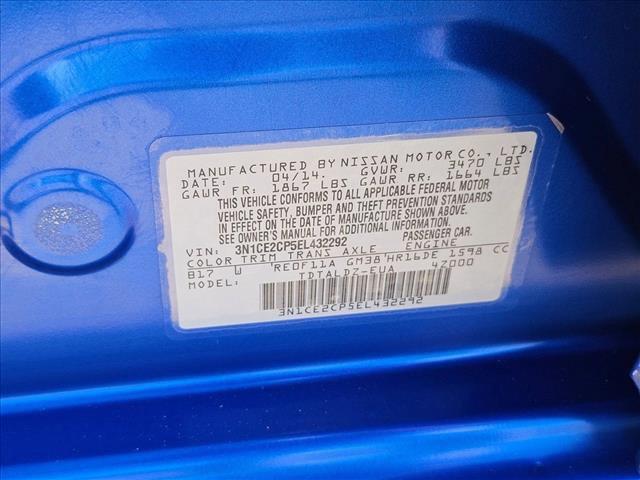 MANUFACTURED BY NISSAN MOTOR CO., LTD.
DATE: 04/14. GVWR: 3470 LBS
GAWR FR: 1867 LBS GAWR RR: 1664 LBS
THIS VEHICLE CONFORMS TO ALL APPLICABLE FEDERAL MOTOR
VEHICLE SAFETY, BUMPER AND THEFT PREVENTION STANDARDS
IN EFFECT ON THE DATE OF MANUFACTURE SHOWN ABOVE.
SEE OWNER'S MANUAL FOR ADDITIONAL INFORMATION.
VIN: 3N1CE2CP5EL432292 PASSENGER CAR.
COLOR TRIM TRANS AXLE ENGINE
B17 W RE0F11A GM38 HR16DE 1598 CC
MODEL: TDTALDZ-EUA 4Z000
3N1CE2CP5EL432292